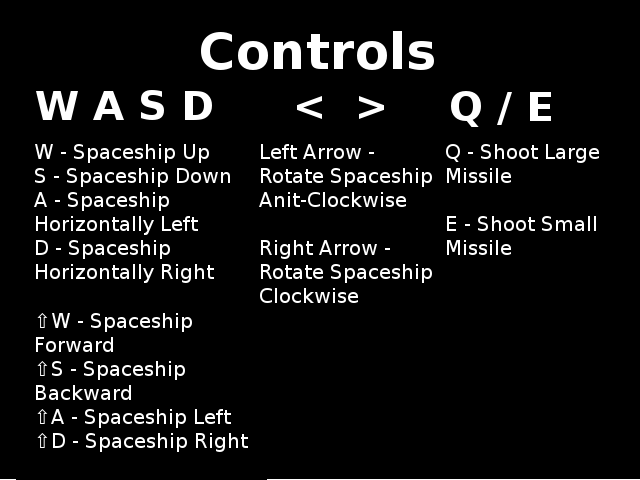 Controls
W A S D
< >
Q / E
W - Spaceship Up
S - Spaceship Down
A - Spaceship
Horizontally Left
D - Spaceship
Horizontally Right
⇧W - Spaceship
Forward
⇧S - Spaceship
Backward
⇧A - Spaceship Left
⇧D - Spaceship Right
Left Arrow -
Rotate Spaceship
Anit-Clockwise
Right Arrow -
Rotate Spaceship
Clockwise
Q - Shoot Large
Missile
E - Shoot Small
Missile